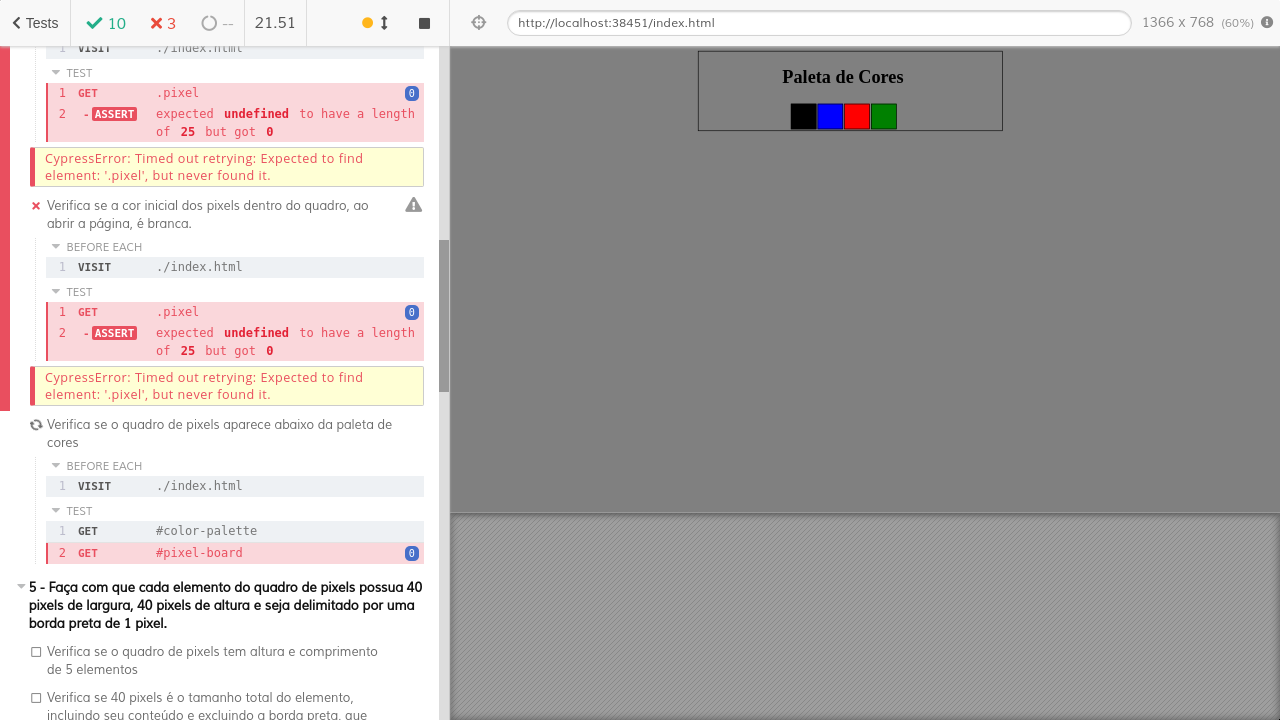 Tests 10 3 -- 21.51 http://localhost:38451/index.html 1366 x 768 (60%)
1 VISIT ./index.html
TEST
1 GET .pixel 0
2 -ASSERT expected undefined to have a length
of 25 but got 0
CypressError: Timed out retrying: Expected to find
element: '.pixel', but never found it.
Verifica se a cor inicial dos pixels dentro do quadro, ao
abrir a página, é branca.
BEFORE EACH
1 VISIT ./index.html
TEST
1 GET .pixel 0
2 -ASSERT expected undefined to have a length
of 25 but got 0
CypressError: Timed out retrying: Expected to find
element: '.pixel', but never found it.
Verifica se o quadro de pixels aparece abaixo da paleta de
cores
BEFORE EACH
1 VISIT ./index.html
TEST
1 GET #color-palette
2 GET #pixel-board 0
5 - Faça com que cada elemento do quadro de pixels possua 40
pixels de largura, 40 pixels de altura e seja delimitado por uma
borda preta de 1 pixel.
Verifica se o quadro de pixels tem altura e comprimento
de 5 elementos
Verifica se 40 pixels é o tamanho total do elemento,
incluindo seu conteúdo e excluindo a borda preta, que
Paleta de Cores